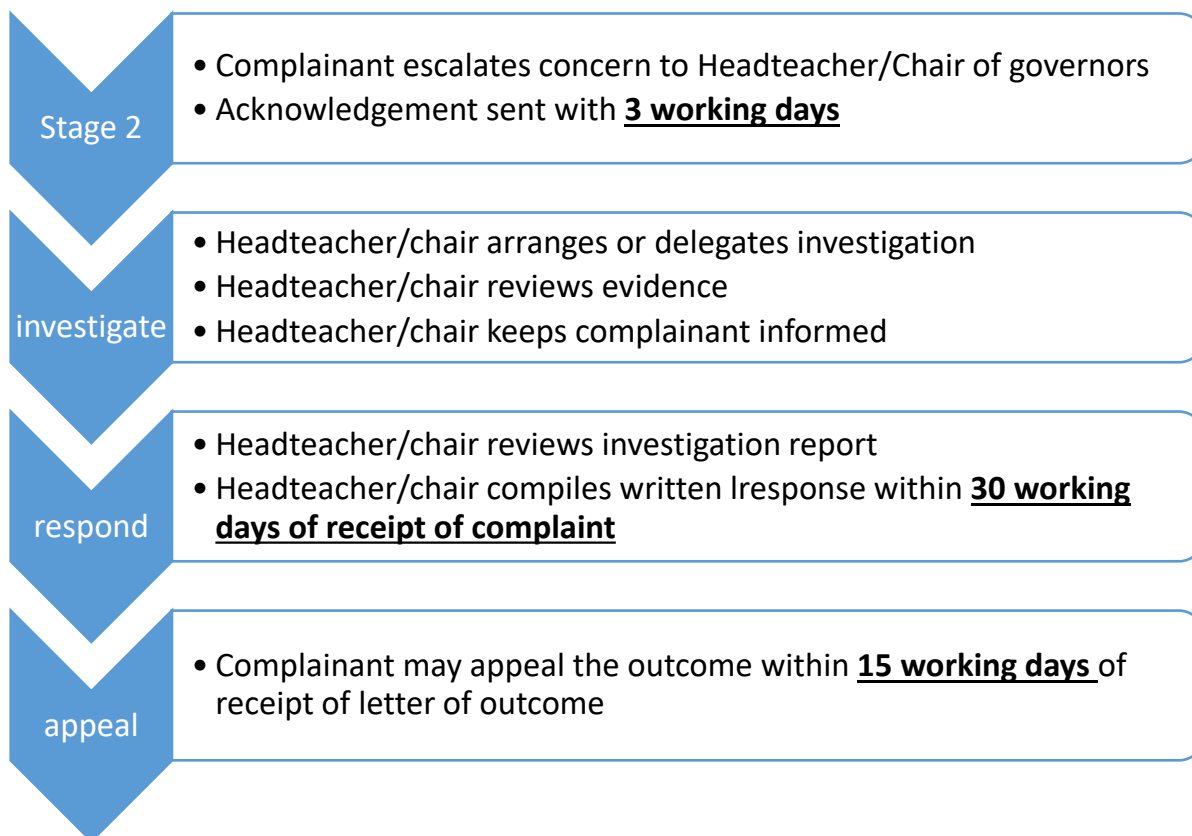 Stage 2
• Complainant escalates concern to Headteacher/Chair of governors
• Acknowledgement sent with 3 working days
investigate
• Headteacher/chair arranges or delegates investigation
• Headteacher/chair reviews evidence
• Headteacher/chair keeps complainant informed
respond
• Headteacher/chair reviews investigation report
• Headteacher/chair compiles written lresponse within 30 working
days of receipt of complaint
appeal
• Complainant may appeal the outcome within 15 working days of
receipt of letter of outcome